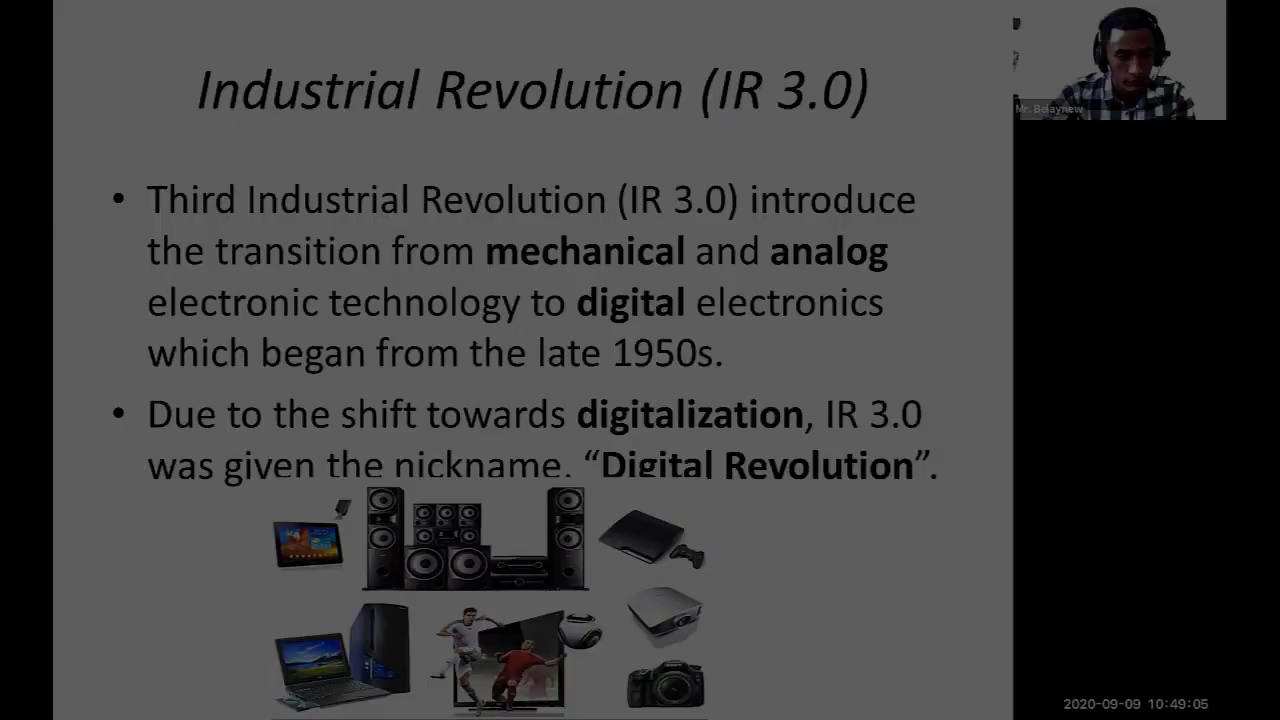 Industrial Revolution (IR 3.0)
• Third Industrial Revolution (IR 3.0) introduce
the transition from mechanical and analog
electronic technology to digital electronics
which began from the late 1950s.
• Due to the shift towards digitalization, IR 3.0
was given the nickname, “Digital Revolution”.
Mr. Belaynew
2020-09-09 10:49:05